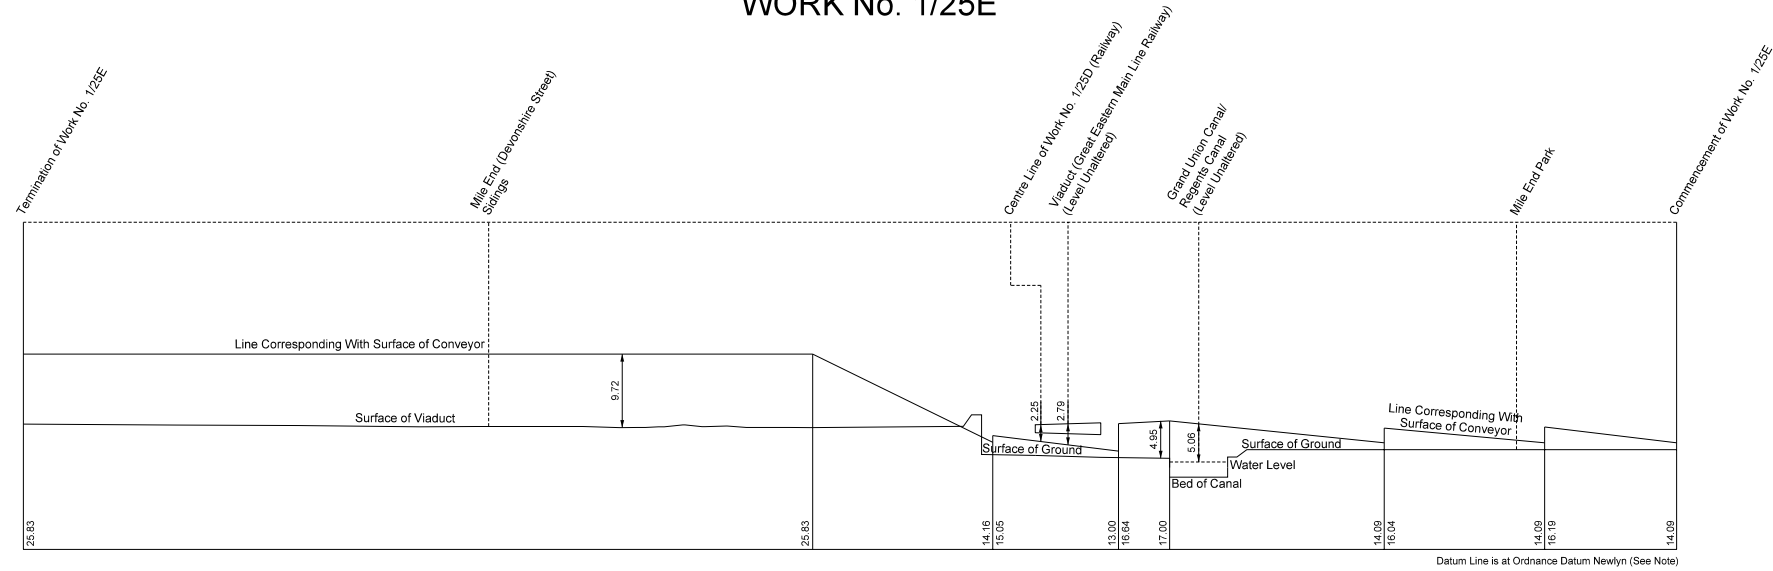 WORK No. 1/25E
Termination of Work No. 1/25E
Mile End (Devonshire Street)
Sidings
Centre Line of Work No. 1/25D (Railway)
Viaduct (Great Eastern Main Line Railway)
(Level Unaltered)
Grand Union Canal/
Regents Canal
(Level Unaltered)
Mile End Park
Commencement of Work No. 1/25E
Line Corresponding With Surface of Conveyor
9.72
Surface of Viaduct
2.25
2.79
Surface of Ground
4.95
5.06
Water Level
Bed of Canal
Surface of Ground
Line Corresponding With
Surface of Conveyor
25.83
25.83
14.16
15.05
13.00
16.64
17.00
14.09
16.04
14.09
16.19
14.09
Datum Line is at Ordnance Datum Newlyn (See Note)